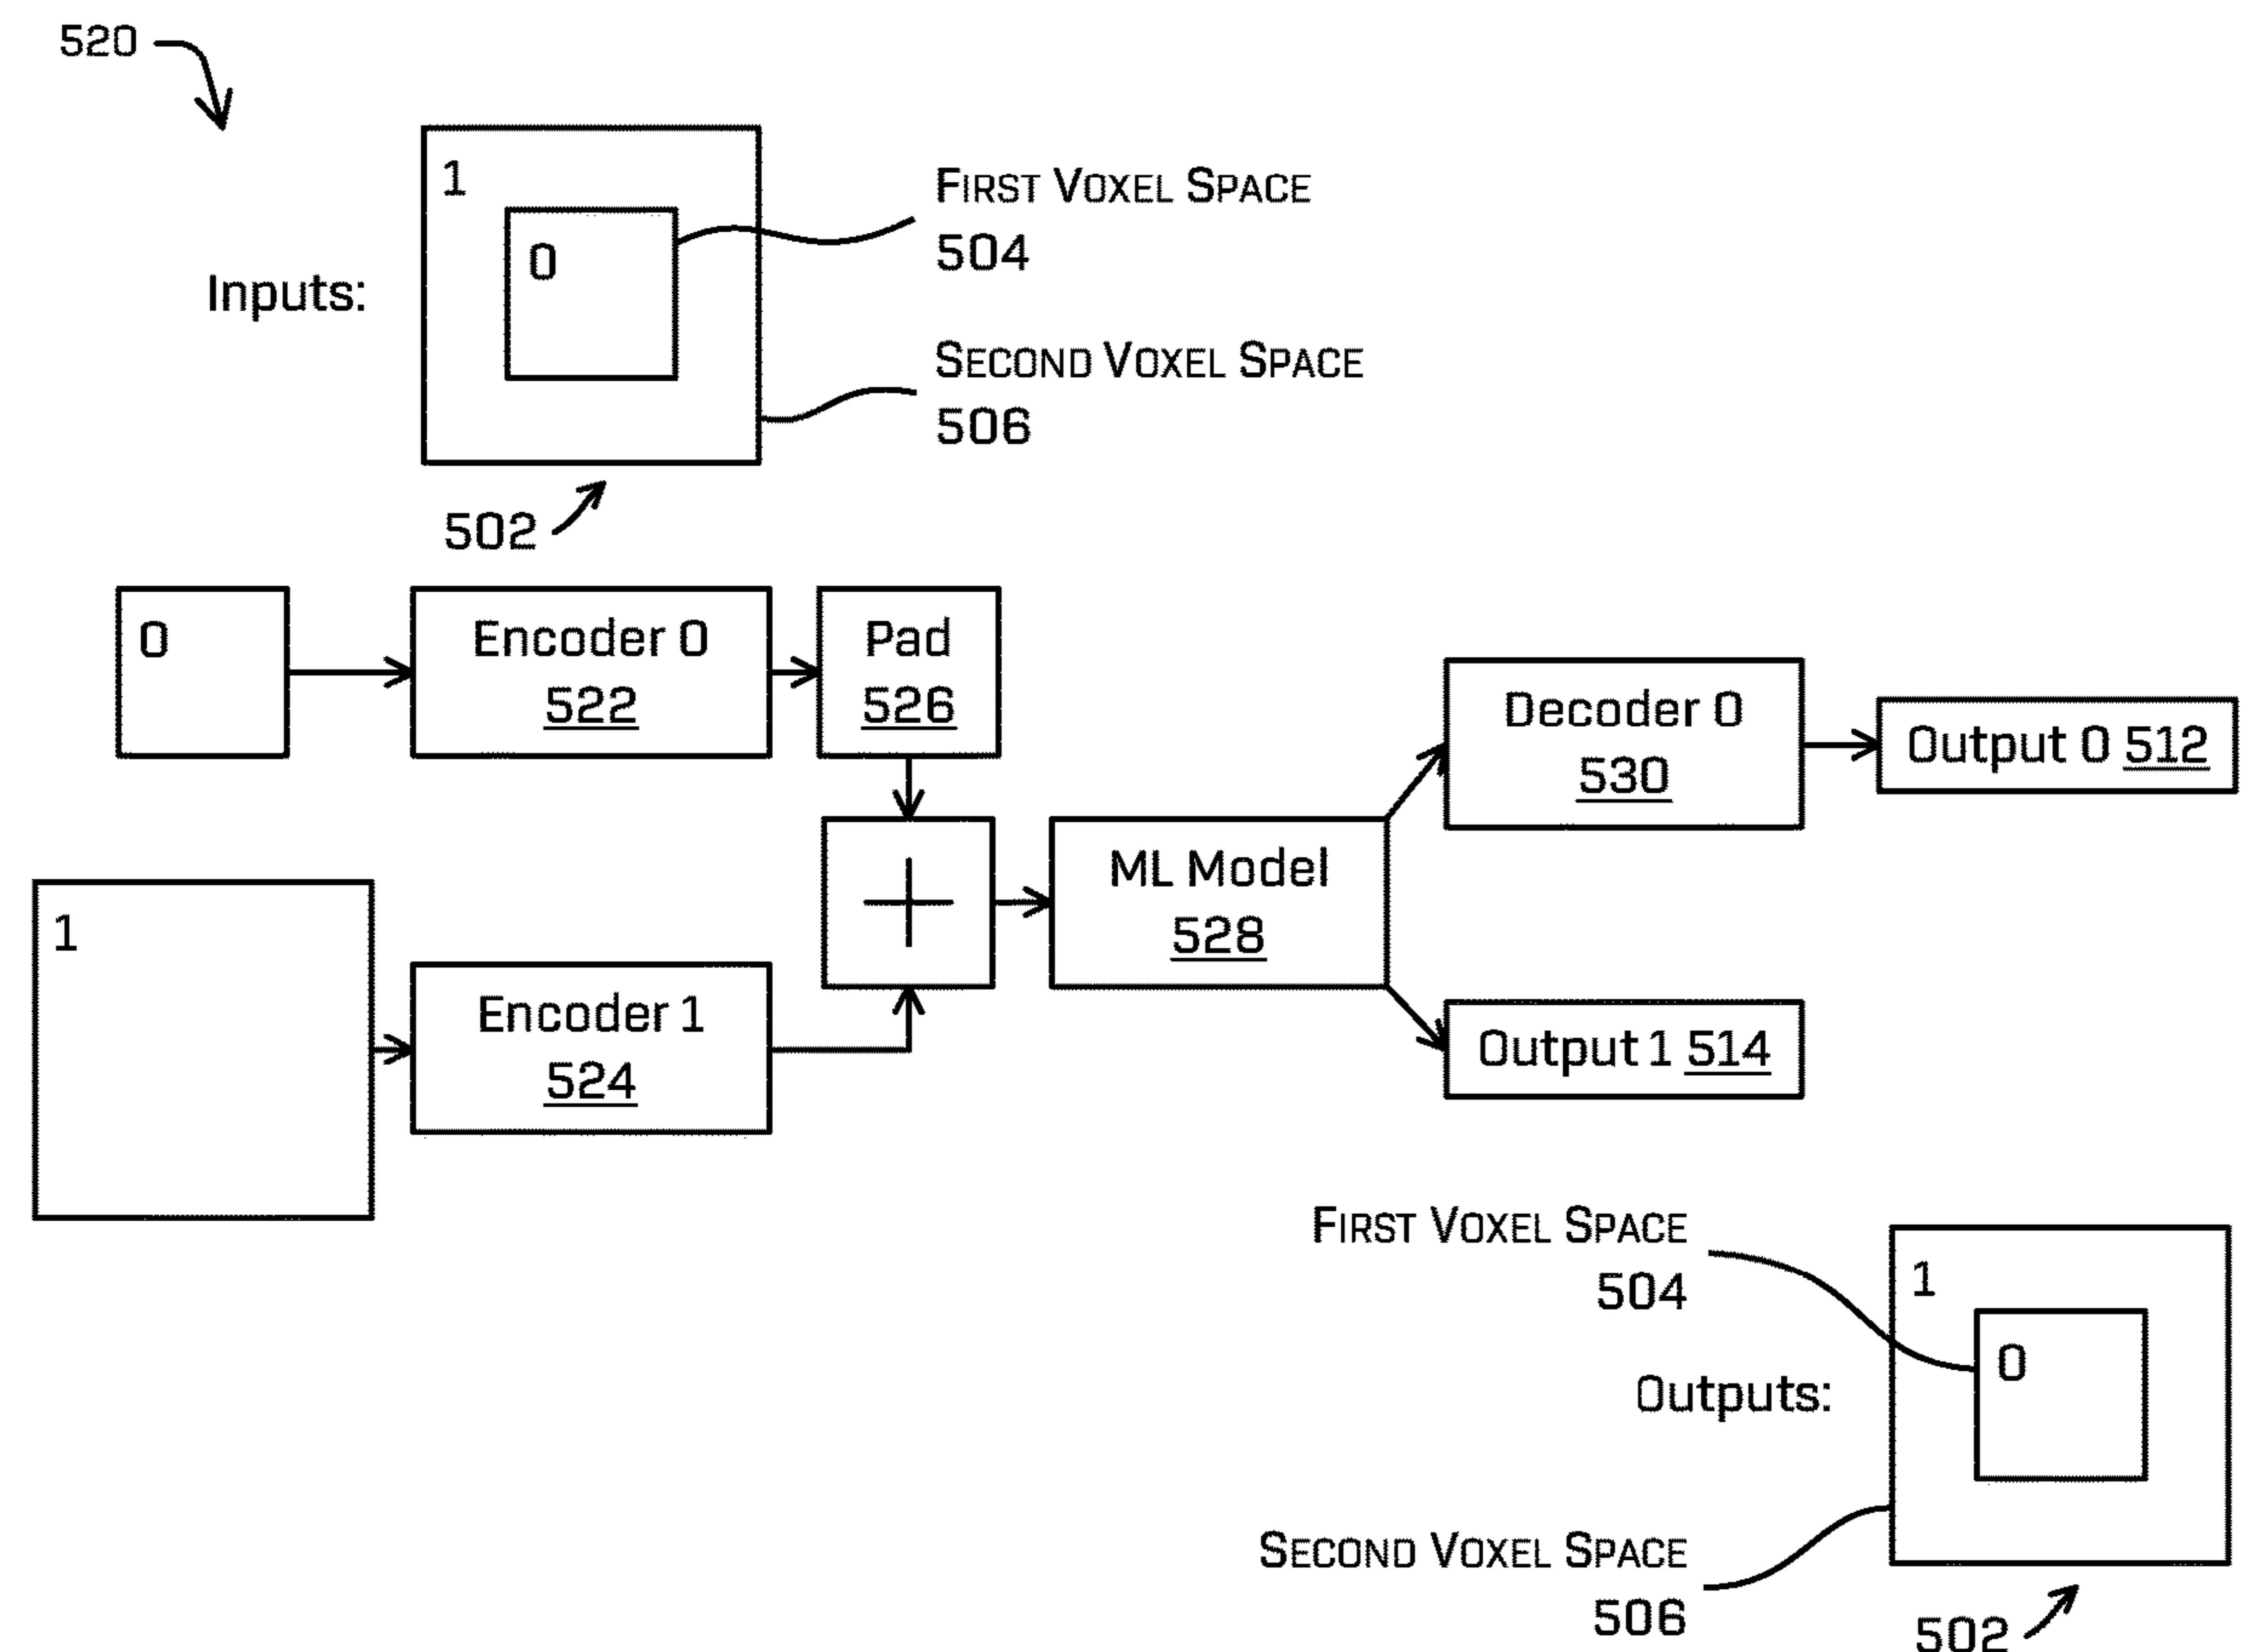 520
1
0
FIRST VOXEL SPACE
504
Inputs:
SECOND VOXEL SPACE
506
502
0
Encoder 0
522
Pad
526
Decoder 0
530
Output 0 512
1
Encoder 1
524
ML Model
528
Output 1 514
FIRST VOXEL SPACE
504
1
0
Outputs:
SECOND VOXEL SPACE
506
502